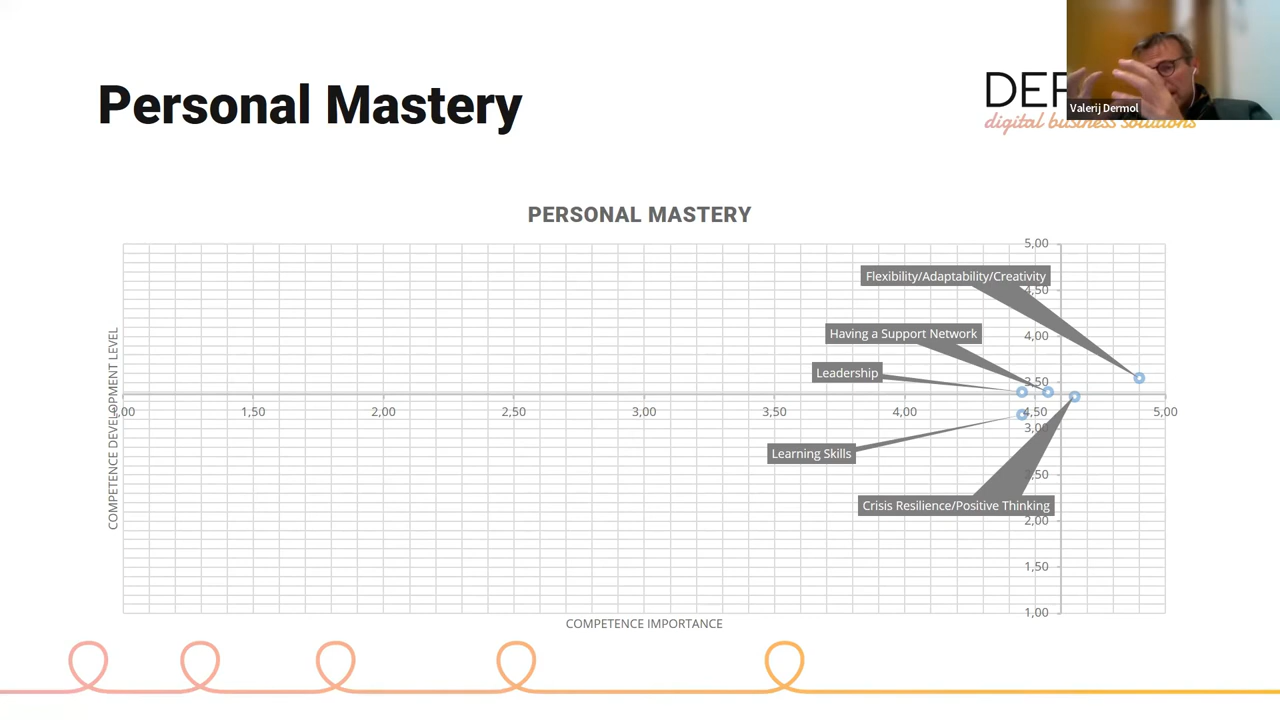 Personal Mastery
DEF
Valerij Dermol
digital business solutions
PERSONAL MASTERY
5,00
Flexibility/Adaptability/Creativity
4,50
Having a Support Network
4,00
Leadership
3,50
COMPETENCE DEVELOPMENT LEVEL
1,00 1,50 2,00 2,50 3,00 3,50 4,00 4,50 5,00
3,00
Learning Skills
2,50
Crisis Resilience/Positive Thinking
2,00
1,50
1,00
COMPETENCE IMPORTANCE